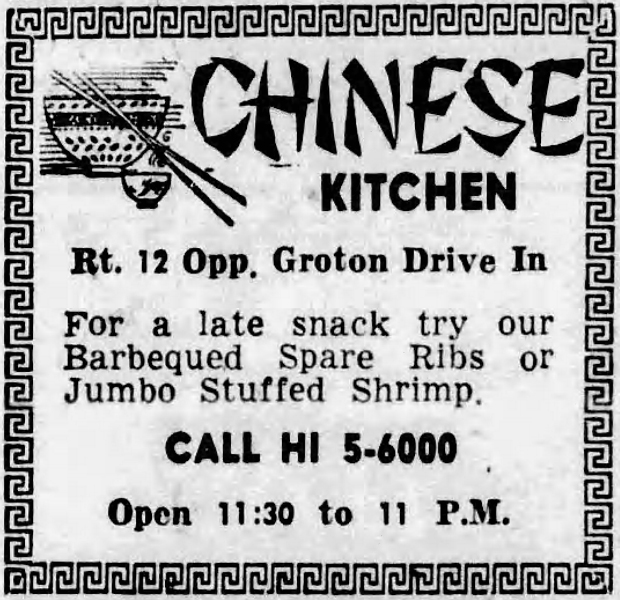 CHINESE
KITCHEN
Rt. 12 Opp. Groton Drive In
For a late snack try our
Barbequed Spare Ribs or
Jumbo Stuffed Shrimp.
CALL HI 5-6000
Open 11:30 to 11 P.M.